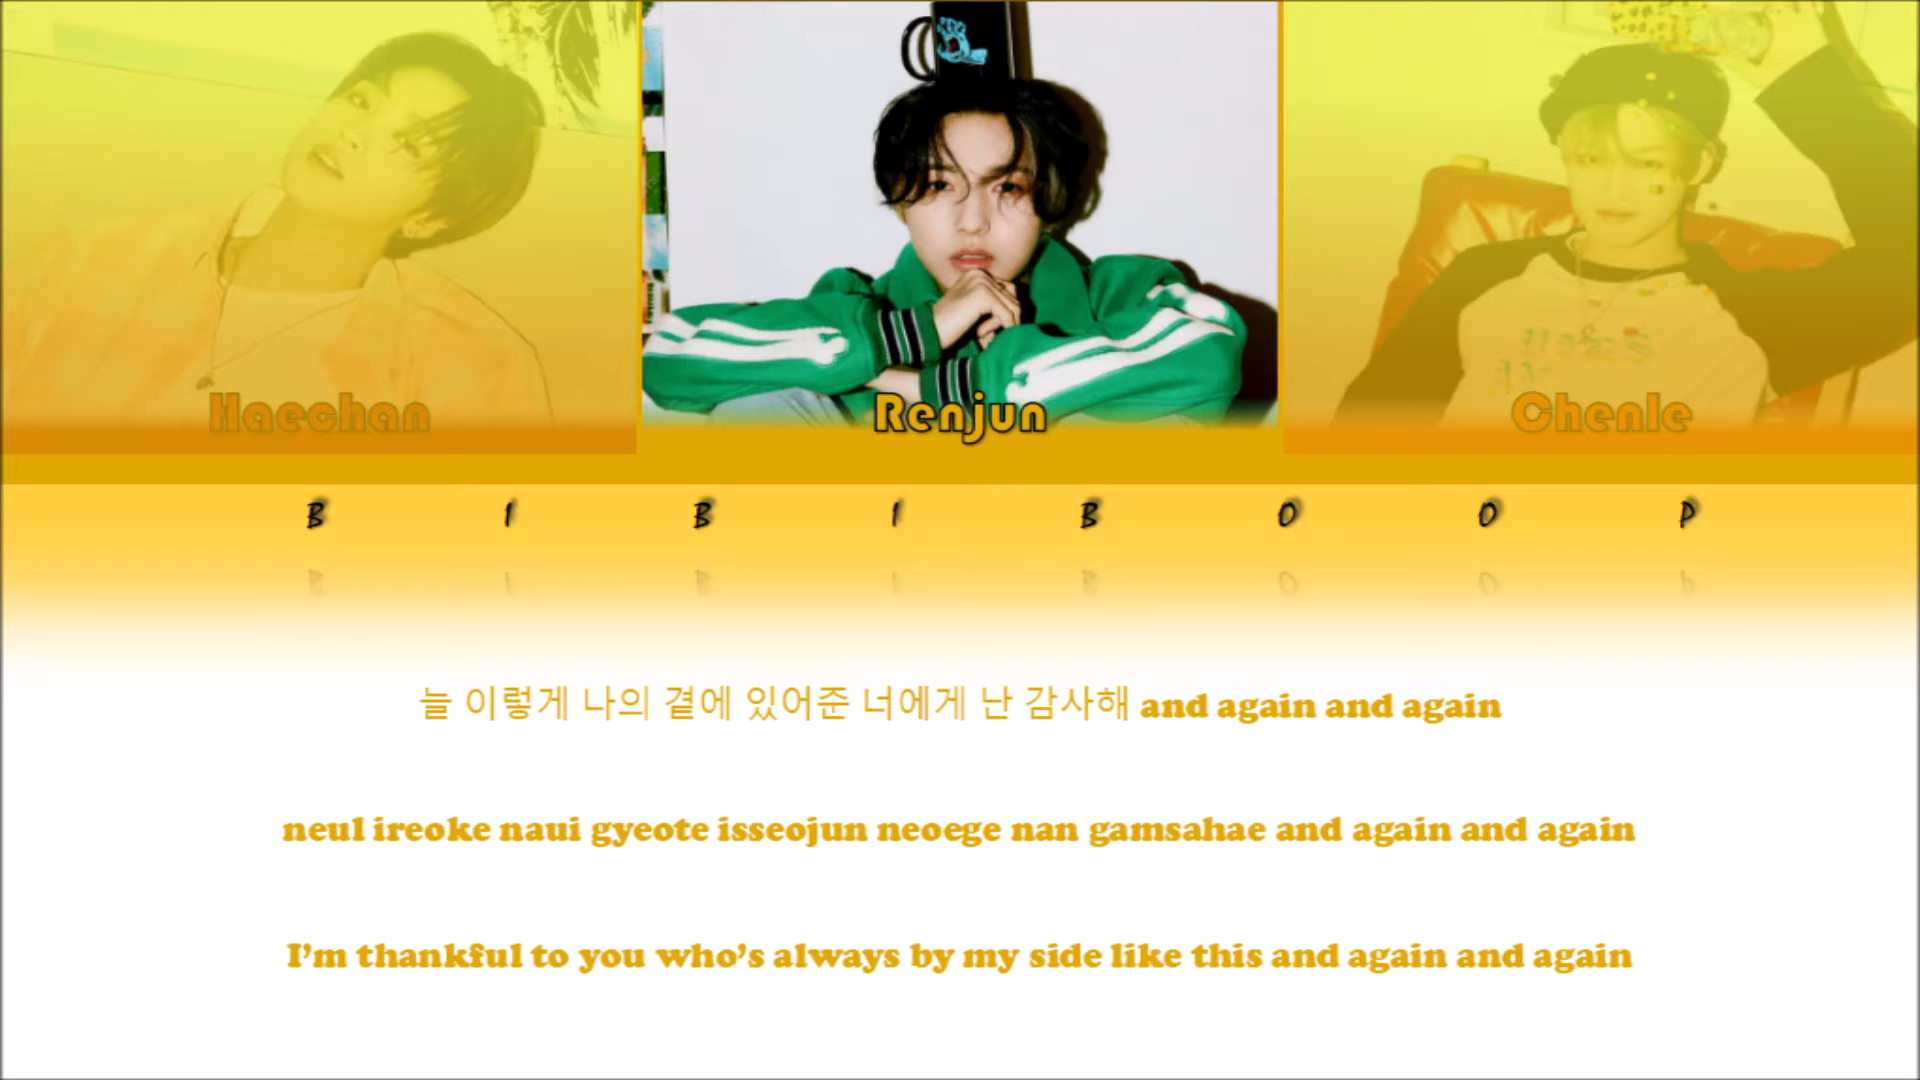 Haechan Renjun Chenle
B I B I B O O P
늘 이렇게 나의 곁에 있어준 너에게 난 감사해 and again and again
neul ireoke naui gyeote isseojun neoege nan gamsahae and again and again
I'm thankful to you who's always by my side like this and again and again